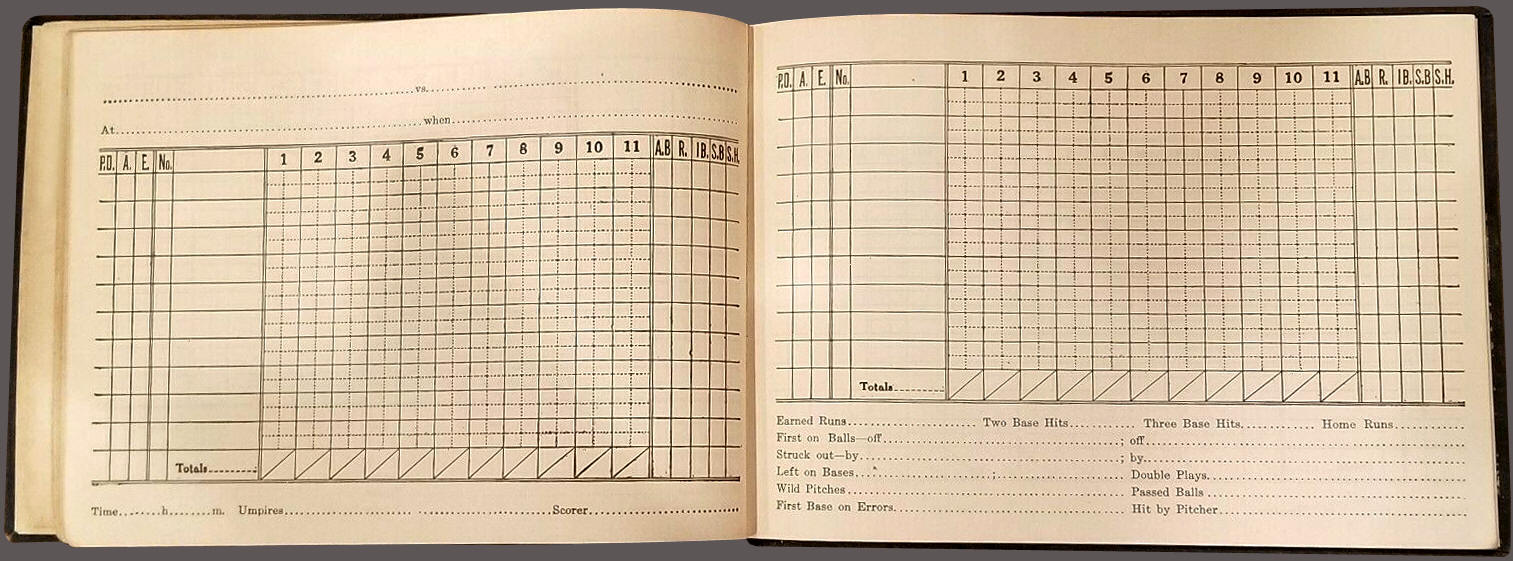 vs.
At when
P.O. A. E. No. 1 2 3 4 5 6 7 8 9 10 11 A.B R. 1B. S.B S.H.
Totals
Time h m. Umpires Scorer
P.O. A. E. No. 1 2 3 4 5 6 7 8 9 10 11 A.B R. 1B. S.B S.H.
Totals
Earned Runs Two Base Hits Three Base Hits Home Runs
First on Balls—off ; off
Struck out—by ; by
Left on Bases ; Double Plays
Wild Pitches Passed Balls
First Base on Errors Hit by Pitcher